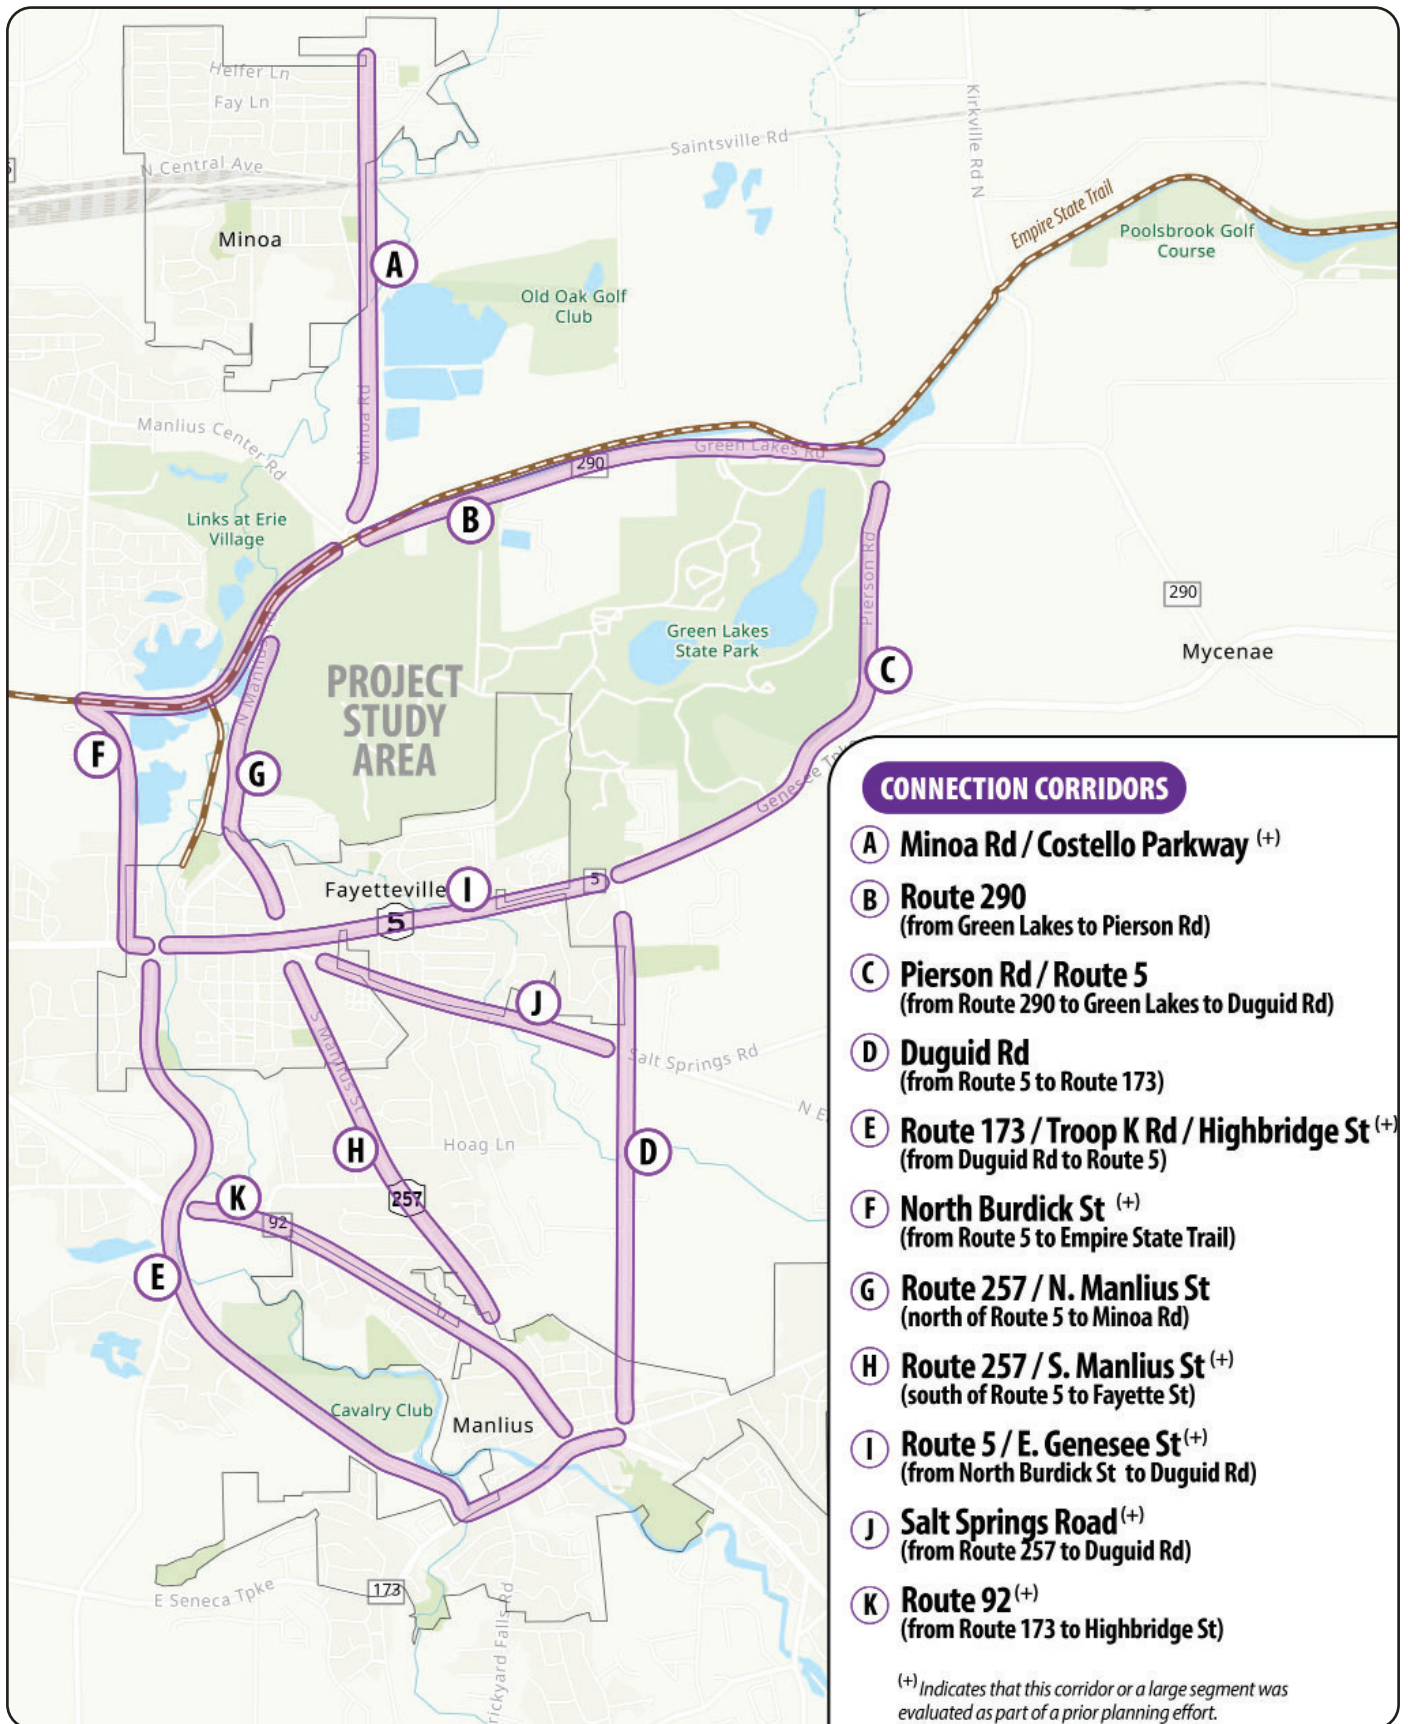 Heffer Ln
Fay Ln
N Central Ave
Saintsville Rd
Kirkville Rd N
Minoa
A
Empire State Trail
Poolsbrook Golf
Course
Old Oak Golf
Club
Minoa Rd
Manlius Center Rd
Green Lakes Rd
290
B
Links at Erie
Village
Pierson Rd
290
Green Lakes
State Park
Mycenae
C
N Manlius Rd
PROJECT
STUDY
AREA
F
G
Genesee Tpke
Fayetteville
I
5
5
J
S Manlius St
Salt Springs Rd
N E
Hoag Ln
H
D
K
257
92
E
Cavalry Club
Manlius
E Seneca Tpke
173
rickyard Falls Rd
CONNECTION CORRIDORS
A Minoa Rd / Costello Parkway (+)
B Route 290
(from Green Lakes to Pierson Rd)
C Pierson Rd / Route 5
(from Route 290 to Green Lakes to Duguid Rd)
D Duguid Rd
(from Route 5 to Route 173)
E Route 173 / Troop K Rd / Highbridge St (+)
(from Duguid Rd to Route 5)
F North Burdick St (+)
(from Route 5 to Empire State Trail)
G Route 257 / N. Manlius St
(north of Route 5 to Minoa Rd)
H Route 257 / S. Manlius St (+)
(south of Route 5 to Fayette St)
I Route 5 / E. Genesee St (+)
(from North Burdick St to Duguid Rd)
J Salt Springs Road (+)
(from Route 257 to Duguid Rd)
K Route 92 (+)
(from Route 173 to Highbridge St)
(+) Indicates that this corridor or a large segment was
evaluated as part of a prior planning effort.